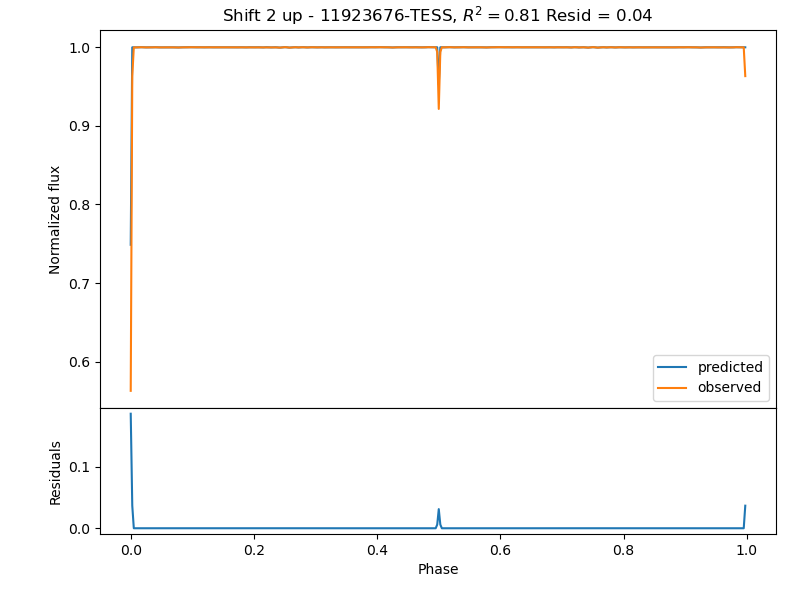 Shift 2 up - 11923676-TESS, R² = 0.81 Resid = 0.04
1.0
0.9
0.8
0.7
0.6
Normalized flux
predicted
observed
0.1
0.0
Residuals
0.0 0.2 0.4 0.6 0.8 1.0
Phase